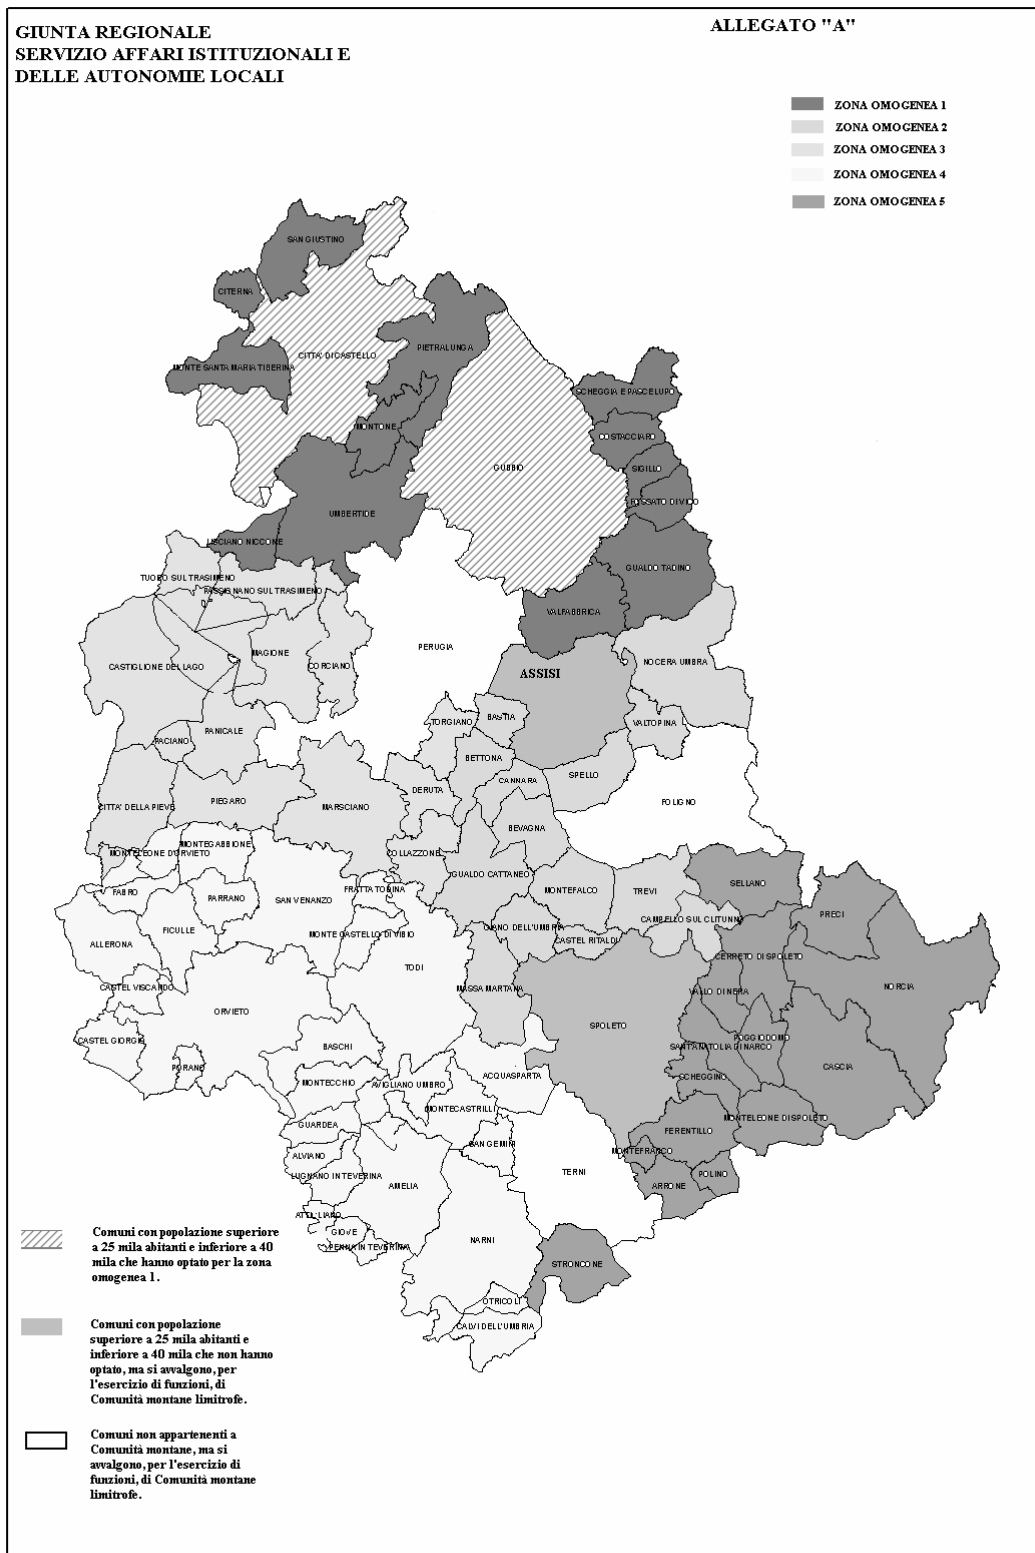 GIUNTA REGIONALE
SERVIZIO AFFARI ISTITUZIONALI E
DELLE AUTONOMIE LOCALI
ALLEGATO "A"
ZONA OMOGENEA 1
ZONA OMOGENEA 2
ZONA OMOGENEA 3
ZONA OMOGENEA 4
ZONA OMOGENEA 5
SAN GIUSTINO
CITERNA
CITTA' DI CASTELLO
PIETRALUNGA
MONTE SANTA MARIA TIBERINA
SCHEGGIA E PASCELUPO
MONTONE
COSTACCIARO
GUBBIO
SIGILLO
FOSSATO DI VICO
UMBERTIDE
LISCIANO NICCONE
GUALDO TADINO
TUORO SUL TRASIMENO
PASSIGNANO SUL TRASIMENO
VALFABBRICA
PERUGIA
MAGIONE
CASTIGLIONE DEL LAGO
CORCIANO
ASSISI
NOCERA UMBRA
BASTIA
TORGIANO
VALTOPINA
PANICALE
PACIANO
BETTONA
SPELLO
CANNARA
DERUTA
FOLIGNO
PIEGARO
CITTA' DELLA PIEVE
MARSCIANO
BEVAGNA
MONTEGABBIONE
MONTELEONE D'ORVIETO
COLLAZZONE
GUALDO CATTANEO
SELLANO
FABRO
PARRANO
SAN VENANZO
FRATTA TODINA
MONTEFALCO
TREVI
PRECI
CAMPELLO SUL CLITUNNO
GIANO DELL'UMBRIA
FICULLE
MONTE CASTELLO DI VIBIO
CASTEL RITALDI
ALLERONA
CERRETO DI SPOLETO
TODI
CASTEL VISCARDO
MASSA MARTANA
VALLO DI NERA
NORCIA
ORVIETO
SPOLETO
POGGIODOMO
CASTEL GIORGIO
BASCHI
SANT'ANATOLIA DI NARCO
PORANO
CASCIA
ACQUASPARTA
SCHEGGINO
MONTECCHIO
AVIGLIANO UMBRO
MONTECASTRILLI
MONTELEONE DI SPOLETO
GUARDEA
FERENTILLO
SAN GEMINI
MONTEFRANCO
ALVIANO
LUGNANO IN TEVERINA
TERNI
POLINO
AMELIA
ARRONE
ATTIGLIANO
GIOVE
NARNI
PENNA IN TEVERINA
STRONCONE
OTRICOLI
CALVI DELL'UMBRIA
Comuni con popolazione superiore
a 25 mila abitanti e inferiore a 40
mila che hanno optato per la zona
omogenea 1.
Comuni con popolazione
superiore a 25 mila abitanti e
inferiore a 40 mila che non hanno
optato, ma si avvalgono, per
l'esercizio di funzioni, di
Comunità montane limitrofe.
Comuni non appartenenti a
Comunità montane, ma si
avvalgono, per l'esercizio di
funzioni, di Comunità montane
limitrofe.